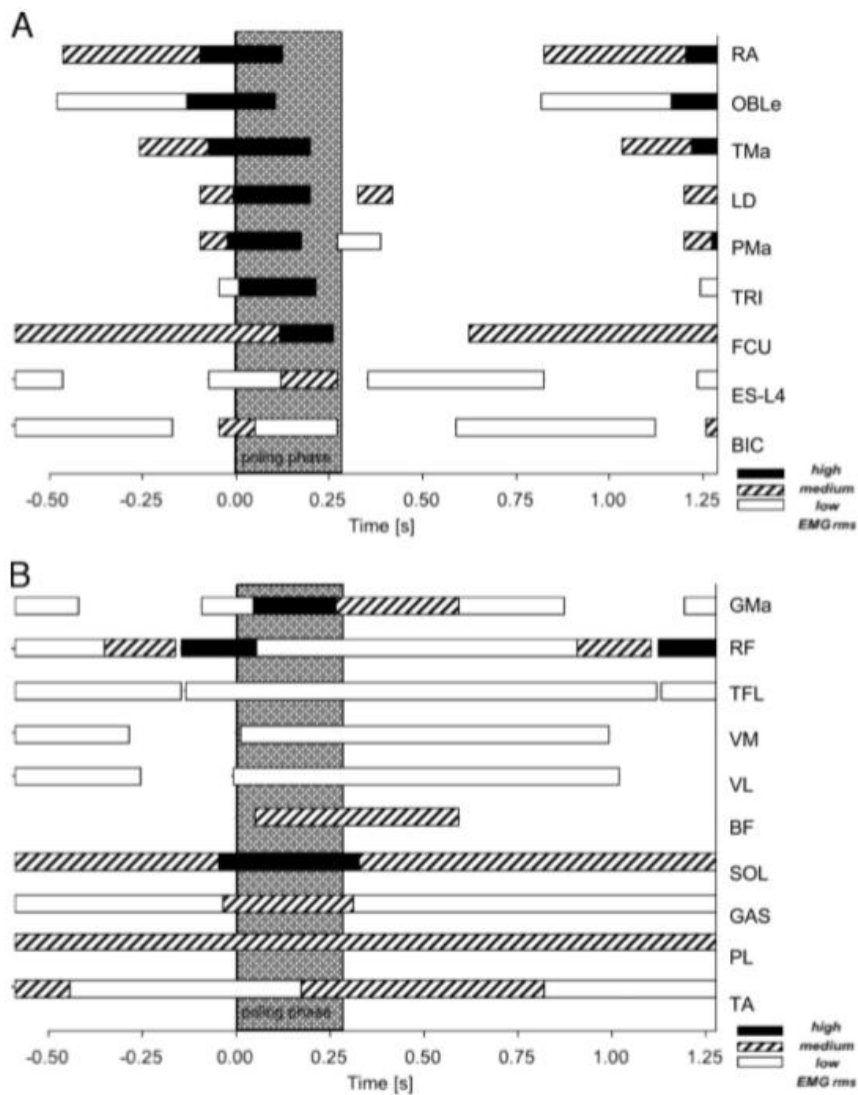 A
RA
OBLe
TMa
LD
PMa
TRI
FCU
ES-L4
BIC
poling phase
-0.50 -0.25 0.00 0.25 0.50 0.75 1.00 1.25
Time [s]
high
medium
low
EMG rms
B
GMa
RF
TFL
VM
VL
BF
SOL
GAS
PL
TA
poling phase
-0.50 -0.25 0.00 0.25 0.50 0.75 1.00 1.25
Time [s]
high
medium
low
EMG rms